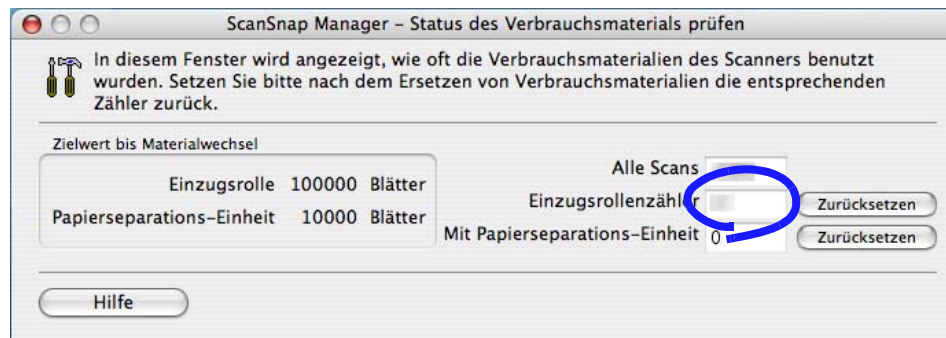 ScanSnap Manager – Status des Verbrauchsmaterials prüfen
In diesem Fenster wird angezeigt, wie oft die Verbrauchsmaterialien des Scanners benutzt
wurden. Setzen Sie bitte nach dem Ersetzen von Verbrauchsmaterialien die entsprechenden
Zähler zurück.
Zielwert bis Materialwechsel
Einzugsrolle 100000 Blätter
Papierseparations-Einheit 10000 Blätter
Alle Scans
Einzugsrollenzähler Zurücksetzen
Mit Papierseparations-Einheit 0 Zurücksetzen
Hilfe